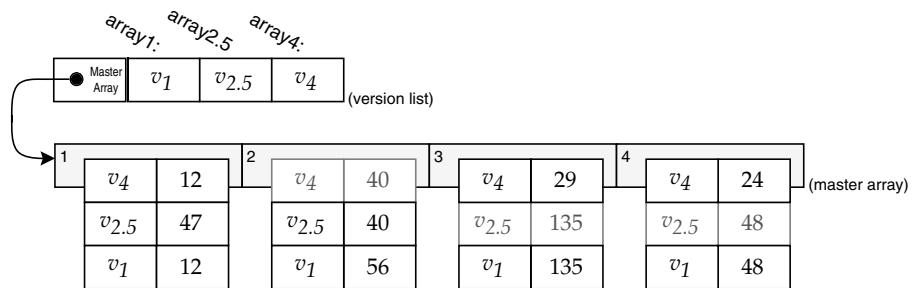 array1: array2.5 array4:
Master Array v1 v2.5 v4
(version list)
1 2 3 4
v4 12 v4 40 v4 29 v4 24
(master array)
v2.5 47 v2.5 40 v2.5 135 v2.5 48
v1 12 v1 56 v1 135 v1 48